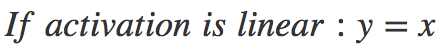 If activation is linear : y = x